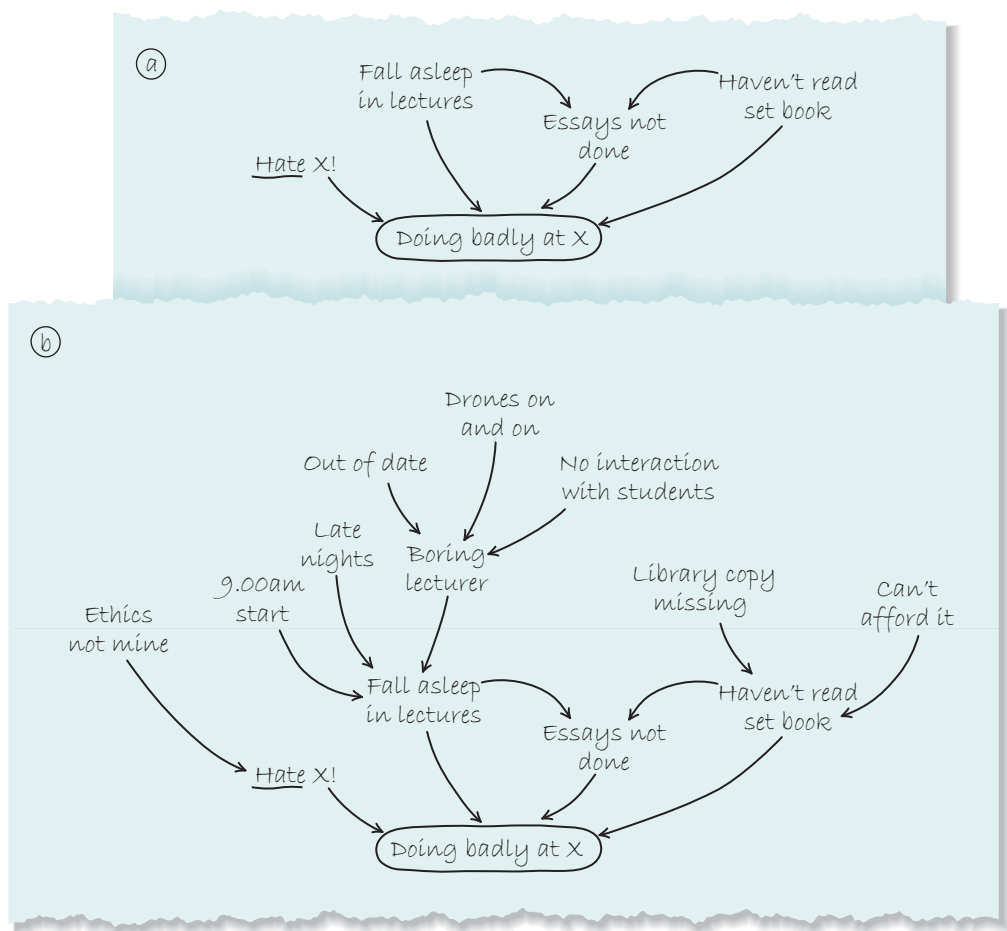 a
Fall asleep
in lectures
Haven't read
set book
Essays not
done
Hate X!
Doing badly at X
b
Drones on
and on
Out of date
No interaction
with students
Late
nights
Boring
lecturer
9.00am
start
Library copy
missing
Can't
afford it
Ethics
not mine
Fall asleep
in lectures
Haven't read
set book
Essays not
done
Hate X!
Doing badly at X